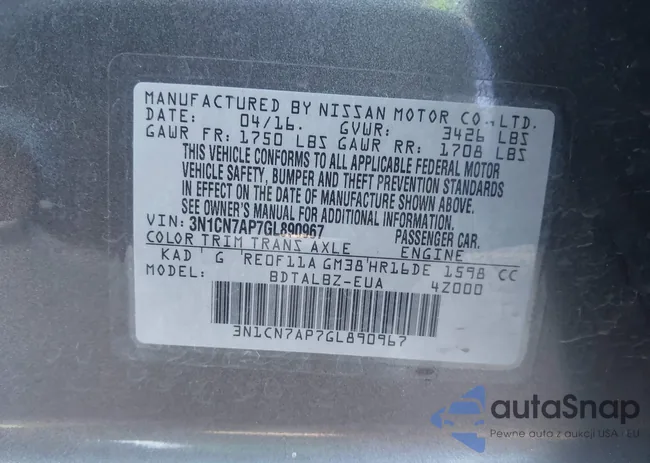 MANUFACTURED BY NISSAN MOTOR CO., LTD.
DATE: 04/16. GVWR: 3426 LBS
GAWR FR: 1750 LBS GAWR RR: 1708 LBS
THIS VEHICLE CONFORMS TO ALL APPLICABLE FEDERAL MOTOR
VEHICLE SAFETY, BUMPER AND THEFT PREVENTION STANDARDS
IN EFFECT ON THE DATE OF MANUFACTURE SHOWN ABOVE.
SEE OWNER'S MANUAL FOR ADDITIONAL INFORMATION.
VIN: 3N1CN7AP7GL890967 PASSENGER CAR.
COLOR TRIM TRANS AXLE ENGINE
KAD G RE0F11A GM38 HR16DE 1598 CC
MODEL: BDTALBZ-EUA 4Z000
3N1CN7AP7GL890967
autoSnap
Pewne auta z aukcji USA i EU